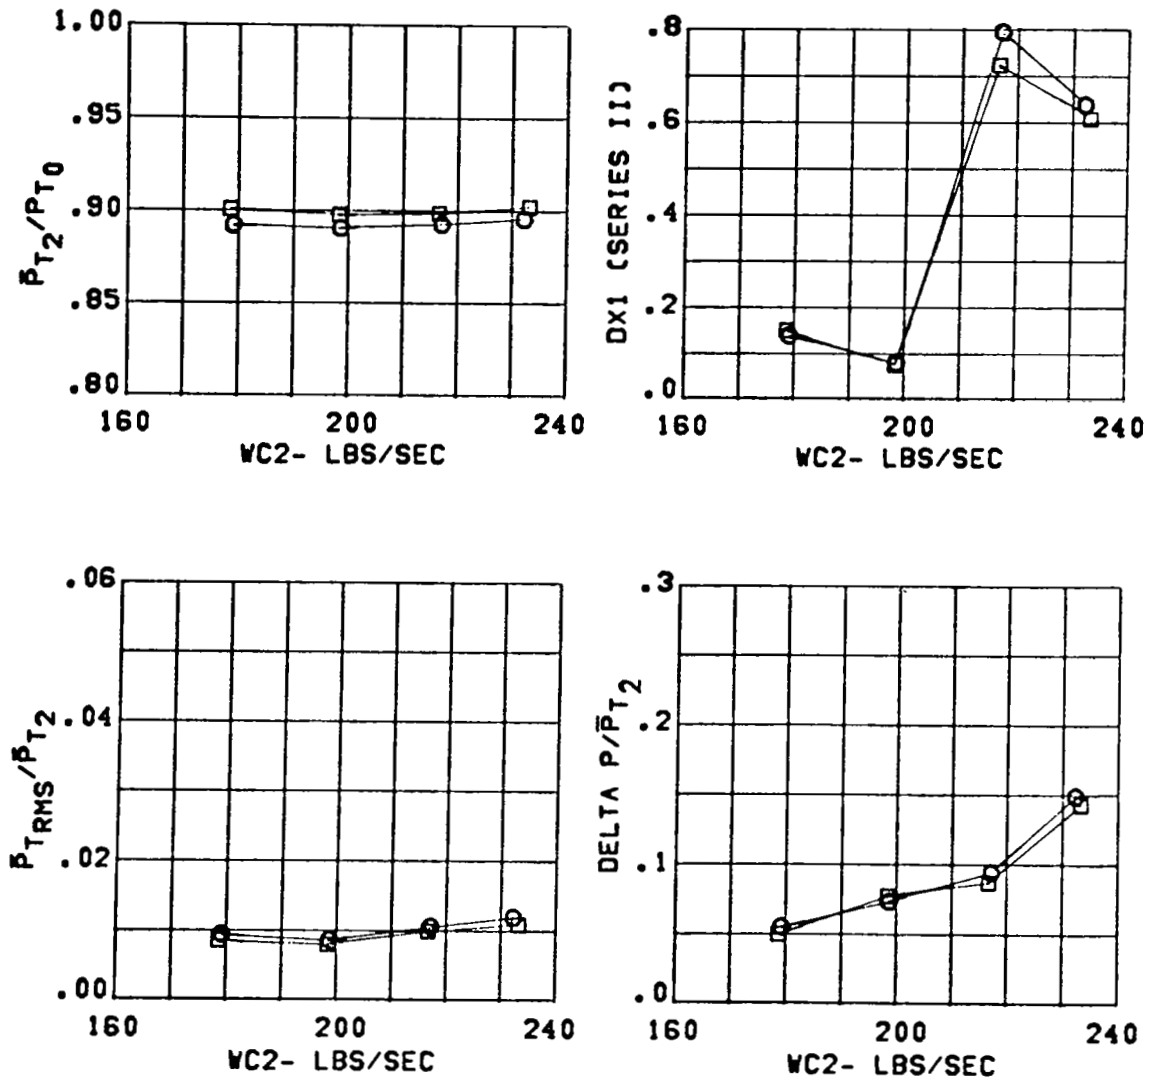 1.00
.95
.90
.85
.80
P̄T2/PT0
160 200 240
WC2- LBS/SEC
.8
.6
.4
.2
.0
DX1 (SERIES II)
160 200 240
WC2- LBS/SEC
.06
.04
.02
.00
P̄TRMS/P̄T2
160 200 240
WC2- LBS/SEC
.3
.2
.1
.0
DELTA P/P̄T2
160 200 240
WC2- LBS/SEC